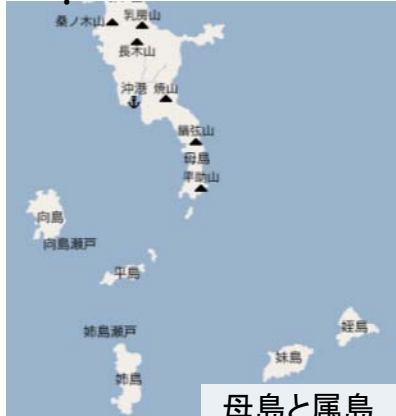 乳房山
桑ノ木山
長木山
沖港 焼山
鍋弦山
母島
平助山
向島
向島瀬戸
平島
姪島
姉島瀬戸
妹島
姉島
母島と属島